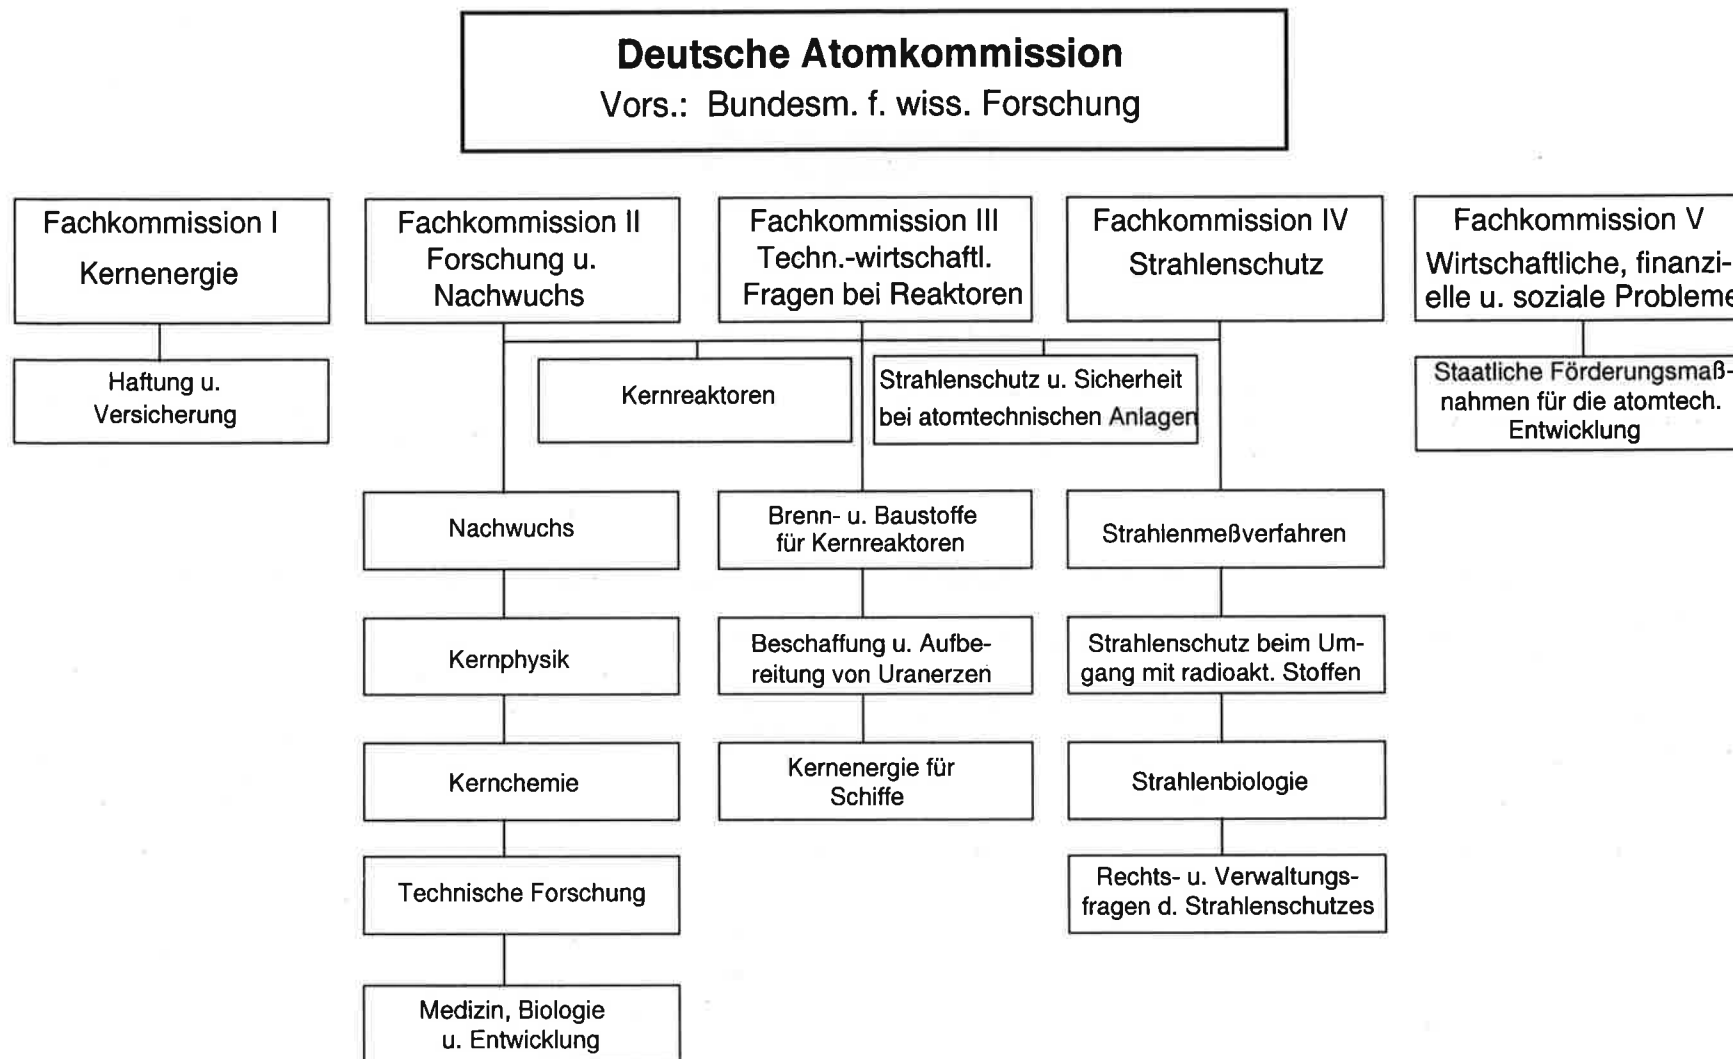 Deutsche Atomkommission
Vors.: Bundesm. f. wiss. Forschung
Fachkommission I
Kernenergie
Fachkommission II
Forschung u.
Nachwuchs
Fachkommission III
Techn.-wirtschaftl.
Fragen bei Reaktoren
Fachkommission IV
Strahlenschutz
Fachkommission V
Wirtschaftliche, finanzi-
elle u. soziale Probleme
Haftung u.
Versicherung
Kernreaktoren
Strahlenschutz u. Sicherheit
bei atomtechnischen Anlagen
Staatliche Förderungsmaß-
nahmen für die atomtech.
Entwicklung
Nachwuchs
Brenn- u. Baustoffe
für Kernreaktoren
Strahlenmeßverfahren
Kernphysik
Beschaffung u. Aufbe-
reitung von Uranerzen
Strahlenschutz beim Um-
gang mit radioakt. Stoffen
Kernchemie
Kernenergie für
Schiffe
Strahlenbiologie
Technische Forschung
Rechts- u. Verwaltungs-
fragen d. Strahlenschutzes
Medizin, Biologie
u. Entwicklung